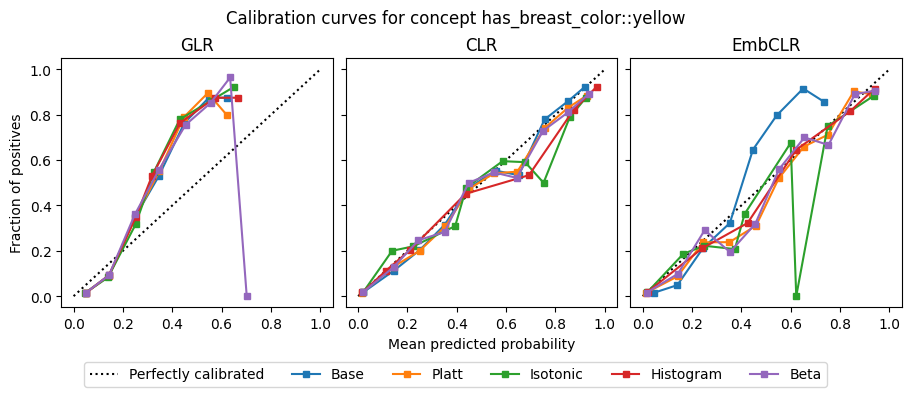 Calibration curves for concept has_breast_color::yellow
GLR
CLR
EmbCLR
Fraction of positives
1.0
0.8
0.6
0.4
0.2
0.0
0.0 0.2 0.4 0.6 0.8 1.0
0.0 0.2 0.4 0.6 0.8 1.0
0.0 0.2 0.4 0.6 0.8 1.0
Mean predicted probability
Perfectly calibrated Base Platt Isotonic Histogram Beta